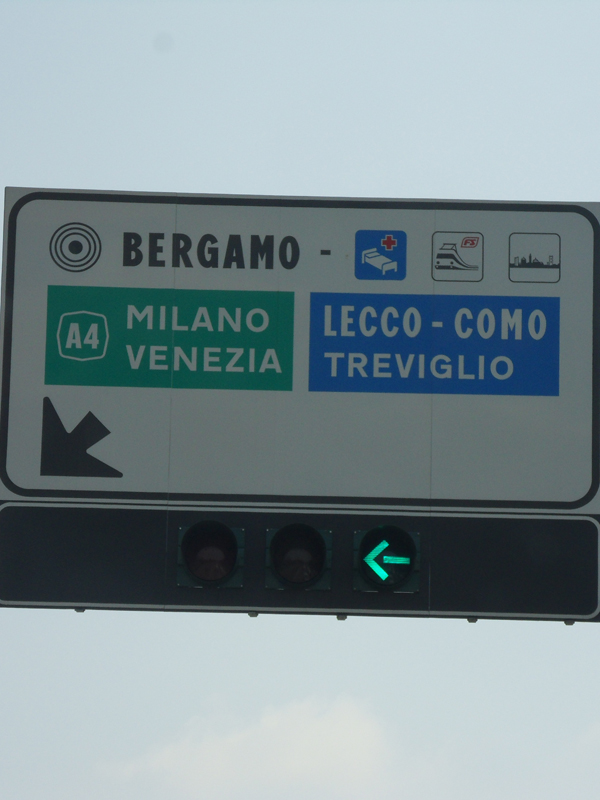 BERGAMO -
FS
A4
MILANO
VENEZIA
LECCO - COMO
TREVIGLIO